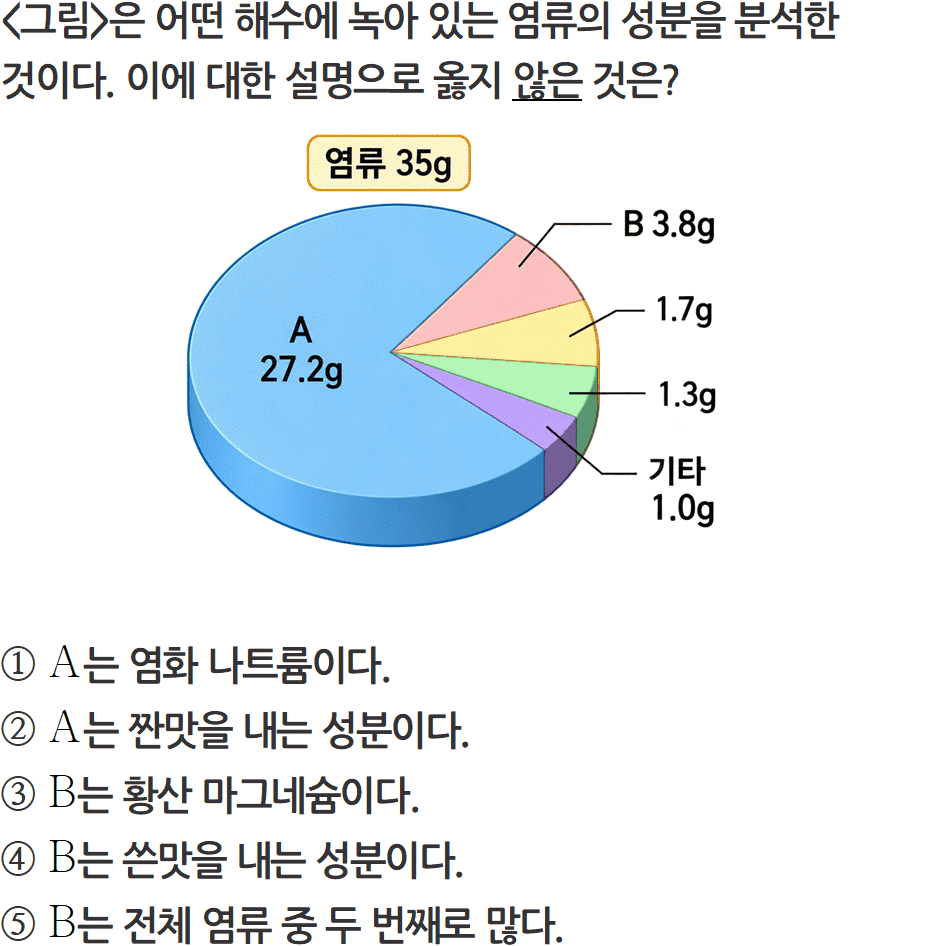 <그림>은 어떤 해수에 녹아 있는 염류의 성분을 분석한
것이다. 이에 대한 설명으로 옳지 않은 것은?
염류 35g
B 3.8g
1.7g
A
27.2g
1.3g
기타
1.0g
① A는 염화 나트륨이다.
② A는 짠맛을 내는 성분이다.
③ B는 황산 마그네슘이다.
④ B는 쓴맛을 내는 성분이다.
⑤ B는 전체 염류 중 두 번째로 많다.